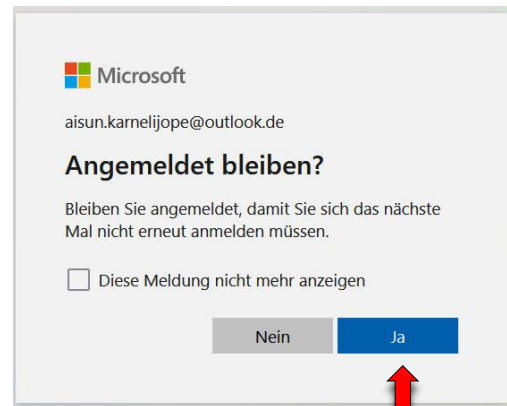 Microsoft
aisun.karnelijope@outlook.de
Angemeldet bleiben?
Bleiben Sie angemeldet, damit Sie sich das nächste
Mal nicht erneut anmelden müssen.
Diese Meldung nicht mehr anzeigen
Nein
Ja